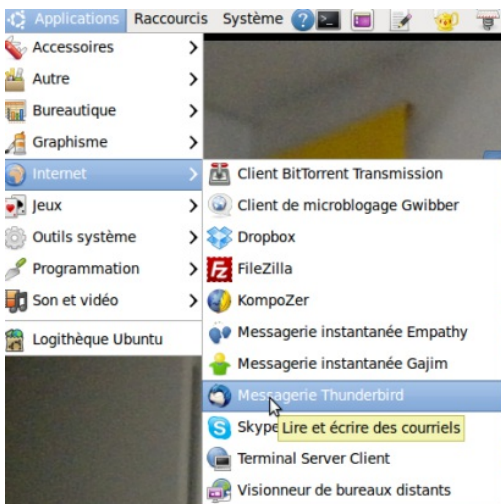 Applications Raccourcis Système
Accessoires
Autre
Bureautique
Graphisme
Internet
Jeux
Outils système
Programmation
Son et vidéo
Logithèque Ubuntu
Client BitTorrent Transmission
Client de microblogage Gwibber
Dropbox
FileZilla
KompoZer
Messagerie instantanée Empathy
Messagerie instantanée Gajim
Messagerie Thunderbird
Skype
Lire et écrire des courriels
Terminal Server Client
Visionneur de bureaux distants